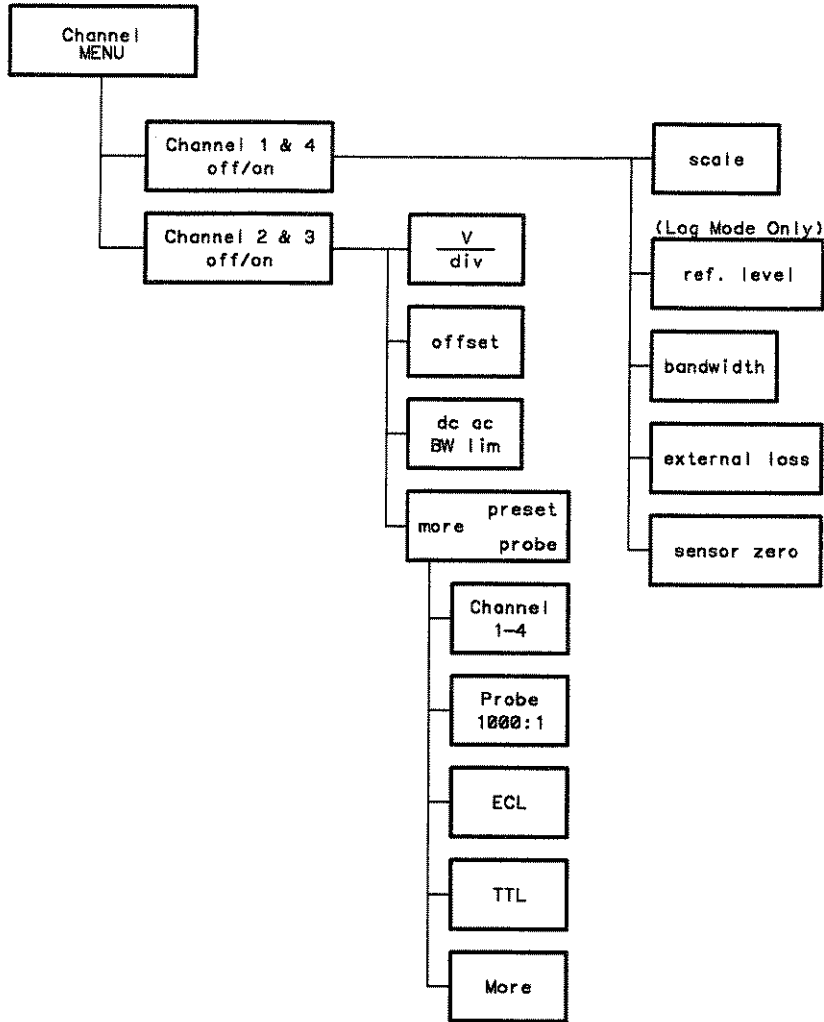 Channel
MENU
Channel 1 & 4
off/on
scale
Channel 2 & 3
off/on
V
div
(Log Mode Only)
ref. level
offset
bandwidth
dc ac
BW lim
external loss
more preset
probe
sensor zero
Channel
1-4
Probe
1000:1
ECL
TTL
More